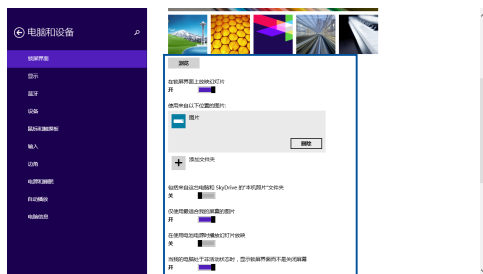 电脑和设备
锁屏界面
显示
蓝牙
设备
鼠标和触摸板
输入
边角
电源和睡眠
自动播放
电脑信息
浏览
在锁屏界面上放映幻灯片
开
使用来自以下位置的图片:
图片
删除
添加文件夹
包括来自这台电脑和 SkyDrive 的“本机照片”文件夹
关
仅使用最适合我的屏幕的图片
开
在使用电池电源时播放幻灯片放映
关
当我的电脑处于非活动状态时，显示锁屏界面而不是关闭屏幕
开